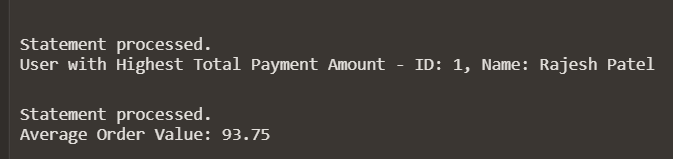 Statement processed.
User with Highest Total Payment Amount - ID: 1, Name: Rajesh Patel
Statement processed.
Average Order Value: 93.75